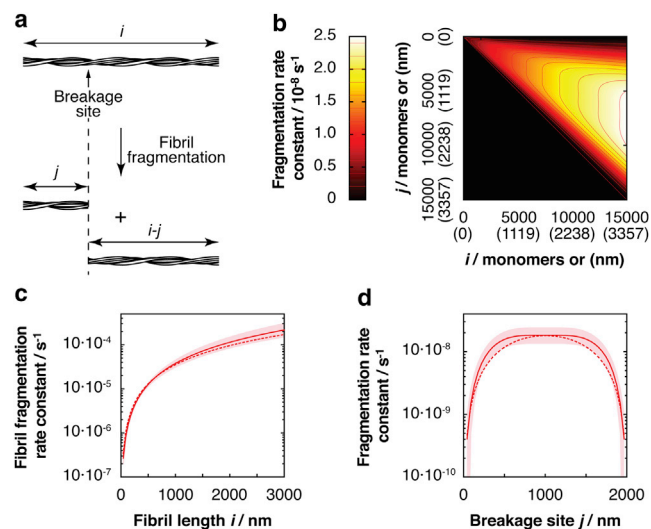 a
i
Breakage
site
Fibril
fragmentation
j
+
i-j
b
Fragmentation rate
constant / 10⁻⁸ s⁻¹
2.5
2.0
1.5
1.0
0.5
0
j / monomers or (nm)
0
(0)
5000
(1119)
10000
(2238)
15000
(3357)
0 5000 10000 15000
(0) (1119) (2238) (3357)
i / monomers or (nm)
c
Fibril fragmentation
rate constant / s⁻¹
10·10⁻⁴
10·10⁻⁵
10·10⁻⁶
10·10⁻⁷
0 1000 2000 3000
Fibril length i / nm
d
Fragmentation rate
constant / s⁻¹
10·10⁻⁸
10·10⁻⁹
10·10⁻¹⁰
0 1000 2000
Breakage site j / nm